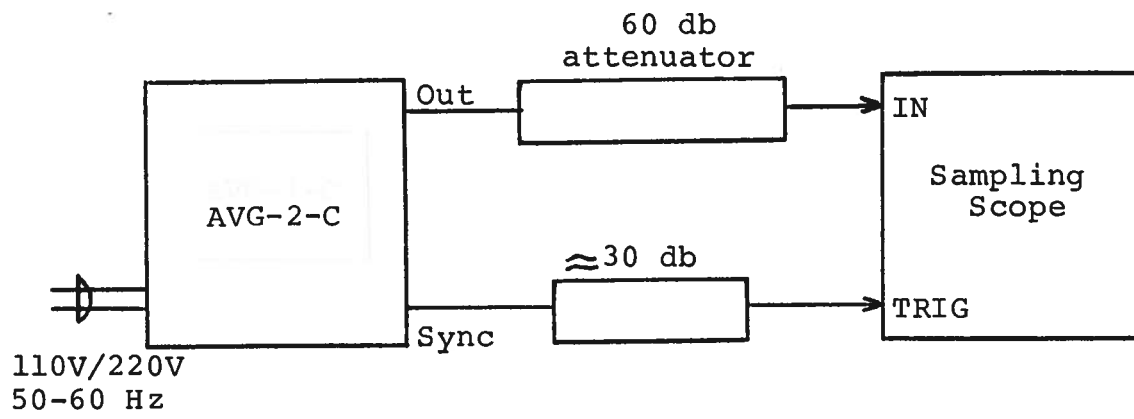 60 db
attenuator
Out
IN
Sampling
Scope
AVG-2-C
≈30 db
TRIG
Sync
110V/220V
50-60 Hz